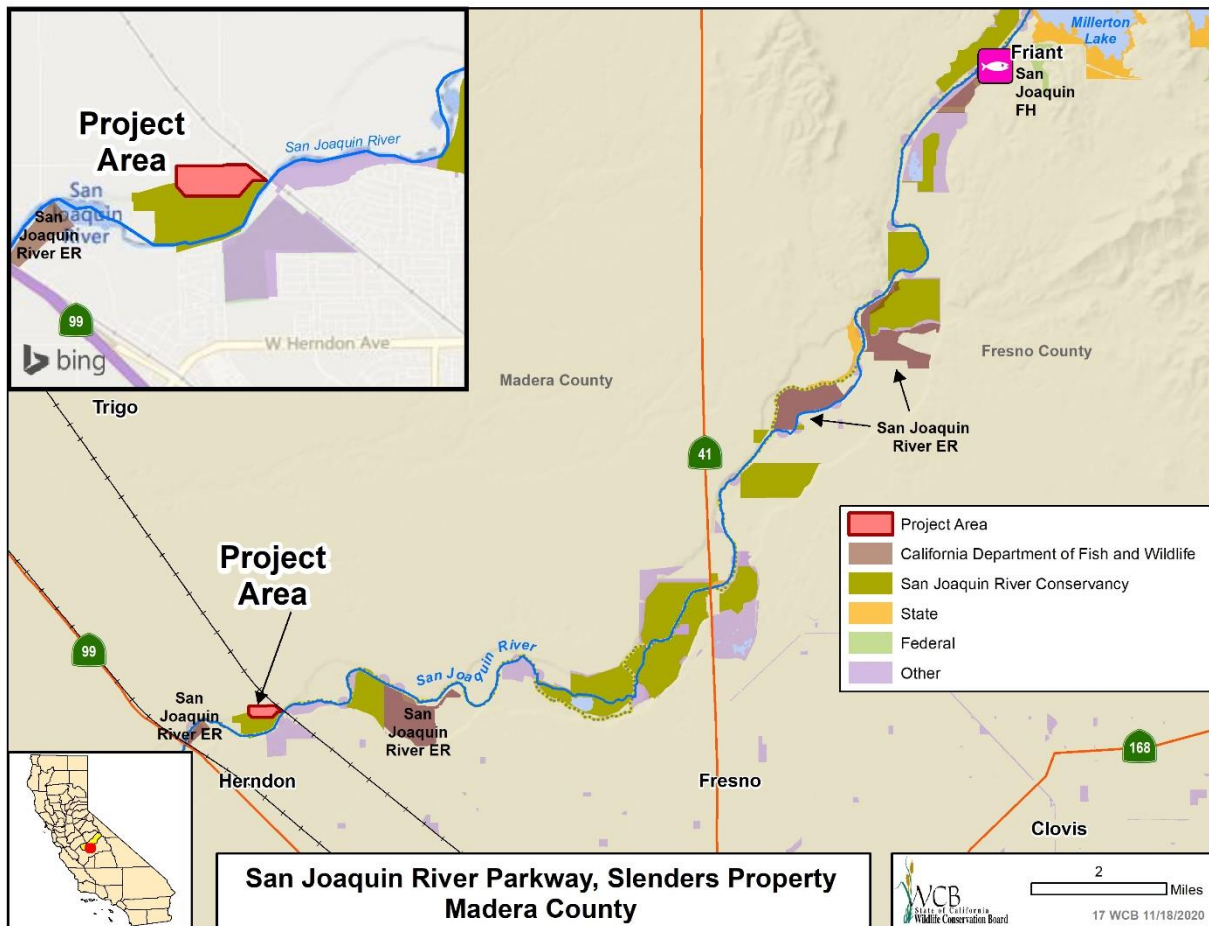 Project
Area
San Joaquin River
San
Joaquin
River
San
Joaquin
River ER
99
W Herndon Ave
bing
Millerton
Lake
Friant
San
Joaquin
FH
Madera County
Fresno County
Trigo
San Joaquin
River ER
41
Project
Area
99
San Joaquin River
San
Joaquin
River ER
San
Joaquin
River ER
Herndon
Fresno
168
Clovis
Project Area
California Department of Fish and Wildlife
San Joaquin River Conservancy
State
Federal
Other
San Joaquin River Parkway, Slenders Property
Madera County
WCB
State of California
Wildlife Conservation Board
2
Miles
17 WCB 11/18/2020